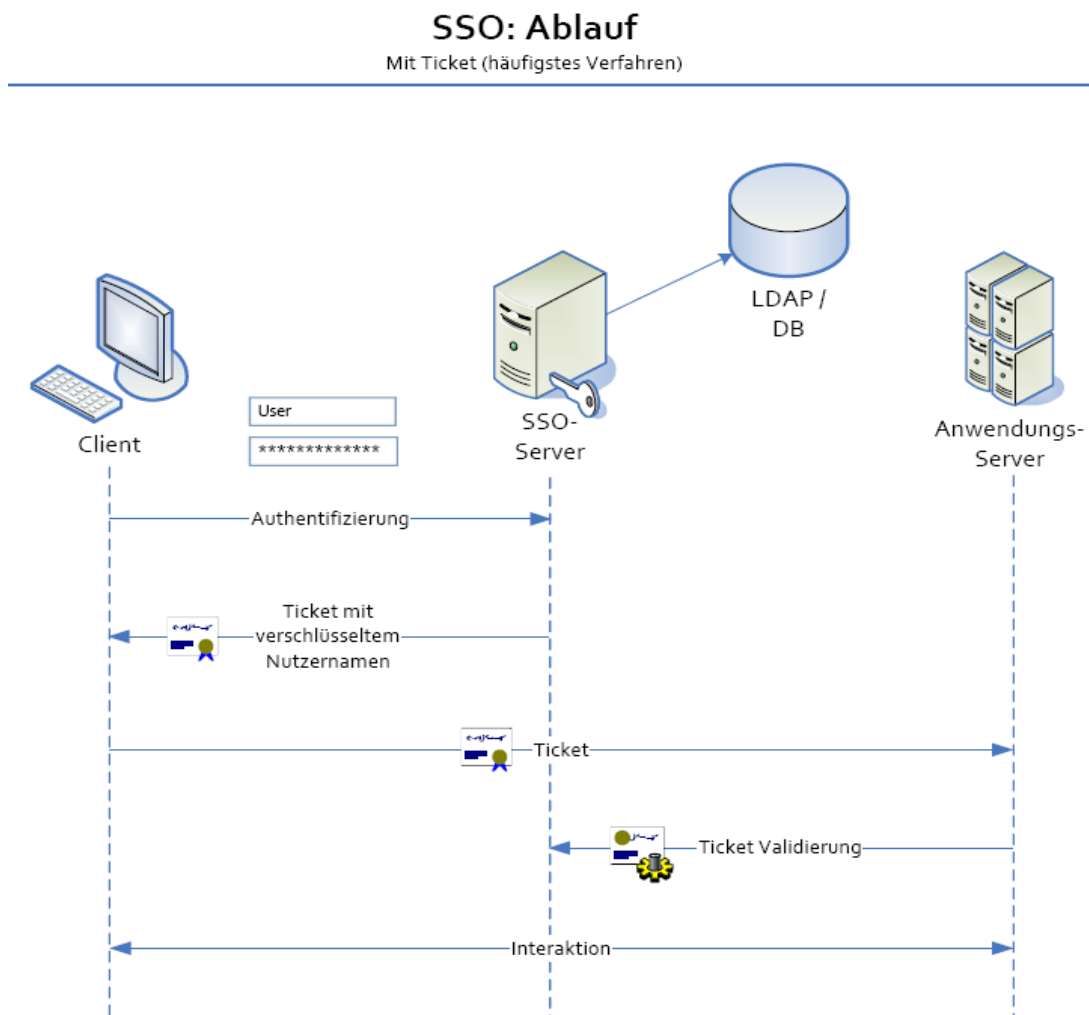 SSO: Ablauf
Mit Ticket (häufigstes Verfahren)
LDAP /
DB
User
*************
Client
SSO-
Server
Anwendungs-
Server
Authentifizierung
Ticket mit
verschlüsseltem
Nutzernamen
Ticket
Ticket Validierung
Interaktion